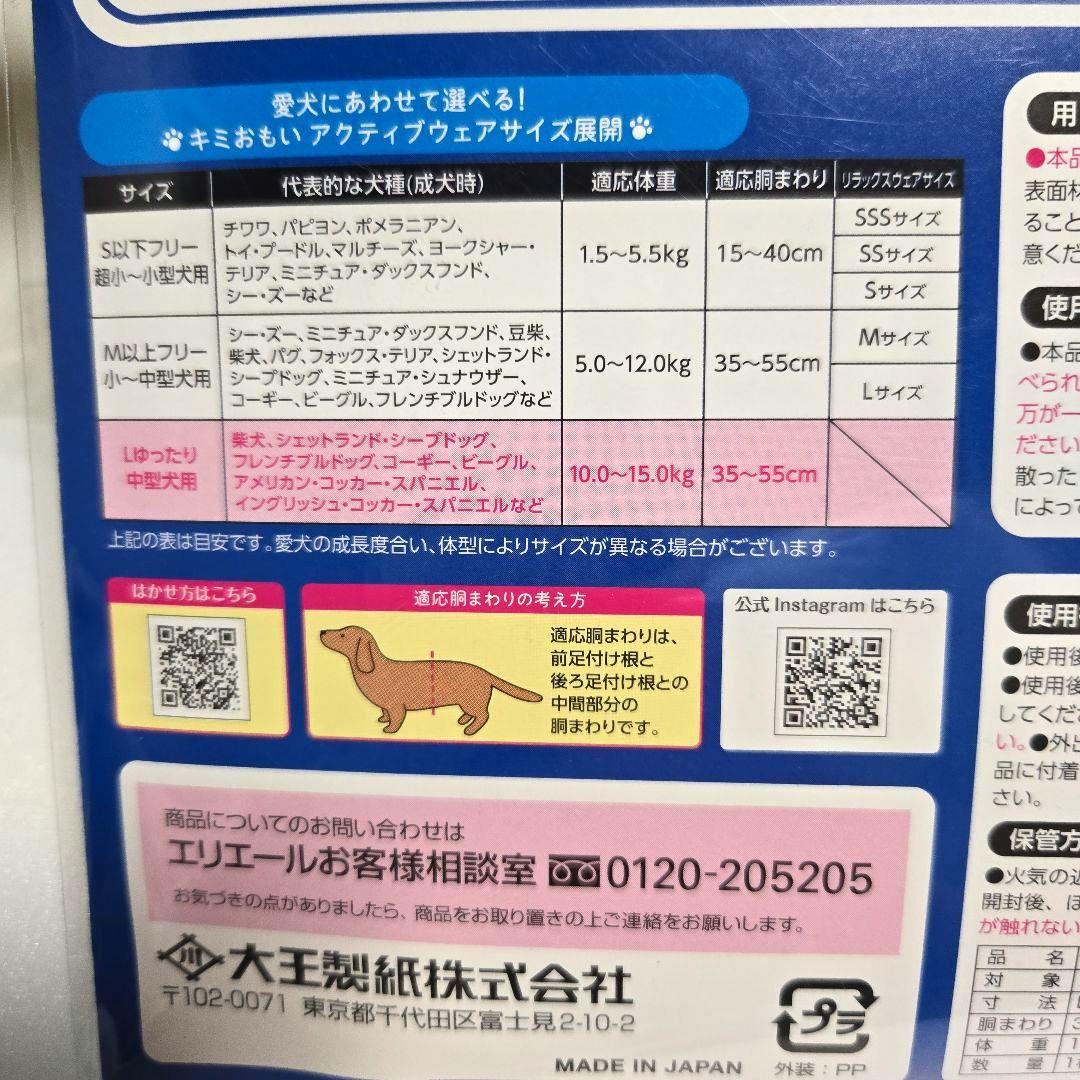 愛犬にあわせて選べる!
キミおもい アクティブウェアサイズ展開
サイズ
代表的な犬種(成犬時)
適応体重
適応胴まわり
リラックスウェアサイズ
S以下フリー
超小〜小型犬用
チワワ、パピヨン、ポメラニアン、
トイ・プードル、マルチーズ、ヨークシャー・
テリア、ミニチュア・ダックスフンド、
シー・ズーなど
1.5〜5.5kg
15〜40cm
SSSサイズ
SSサイズ
Sサイズ
M以上フリー
小〜中型犬用
シー・ズー、ミニチュア・ダックスフンド、豆柴、
柴犬、パグ、フォックス・テリア、シェットランド・
シープドッグ、ミニチュア・シュナウザー、
コーギー、ビーグル、フレンチブルドッグなど
5.0〜12.0kg
35〜55cm
Mサイズ
Lサイズ
Lゆったり
中型犬用
柴犬、シェットランド・シープドッグ、
フレンチブルドッグ、コーギー、ビーグル、
アメリカン・コッカー・スパニエル、
イングリッシュ・コッカー・スパニエルなど
10.0〜15.0kg
35〜55cm
上記の表は目安です。愛犬の成長度合い、体型によりサイズが異なる場合がございます。
はかせ方はこちら
適応胴まわりの考え方
適応胴まわりは、
前足付け根と
後ろ足付け根との
中間部分の
胴まわりです。
公式 Instagram はこちら
商品についてのお問い合わせは
エリエールお客様相談室 0120-205205
お気づきの点がありましたら、商品をお取り置きの上ご連絡をお願いします。
大王製紙株式会社
〒102-0071 東京都千代田区富士見2-10-2
MADE IN JAPAN
プラ
外装：PP
用
●本品
表面材
ること
意くだ
使用
●本品
べられ
万が一
ださい
散った
によって
使用
●使用後
●使用後
してくだ
い。●外出
品に付着
さい。
保管方
●火気の近
開封後、ほ
が触れない
品 名
対 象
寸 法
胴まわり
体 重
数 量